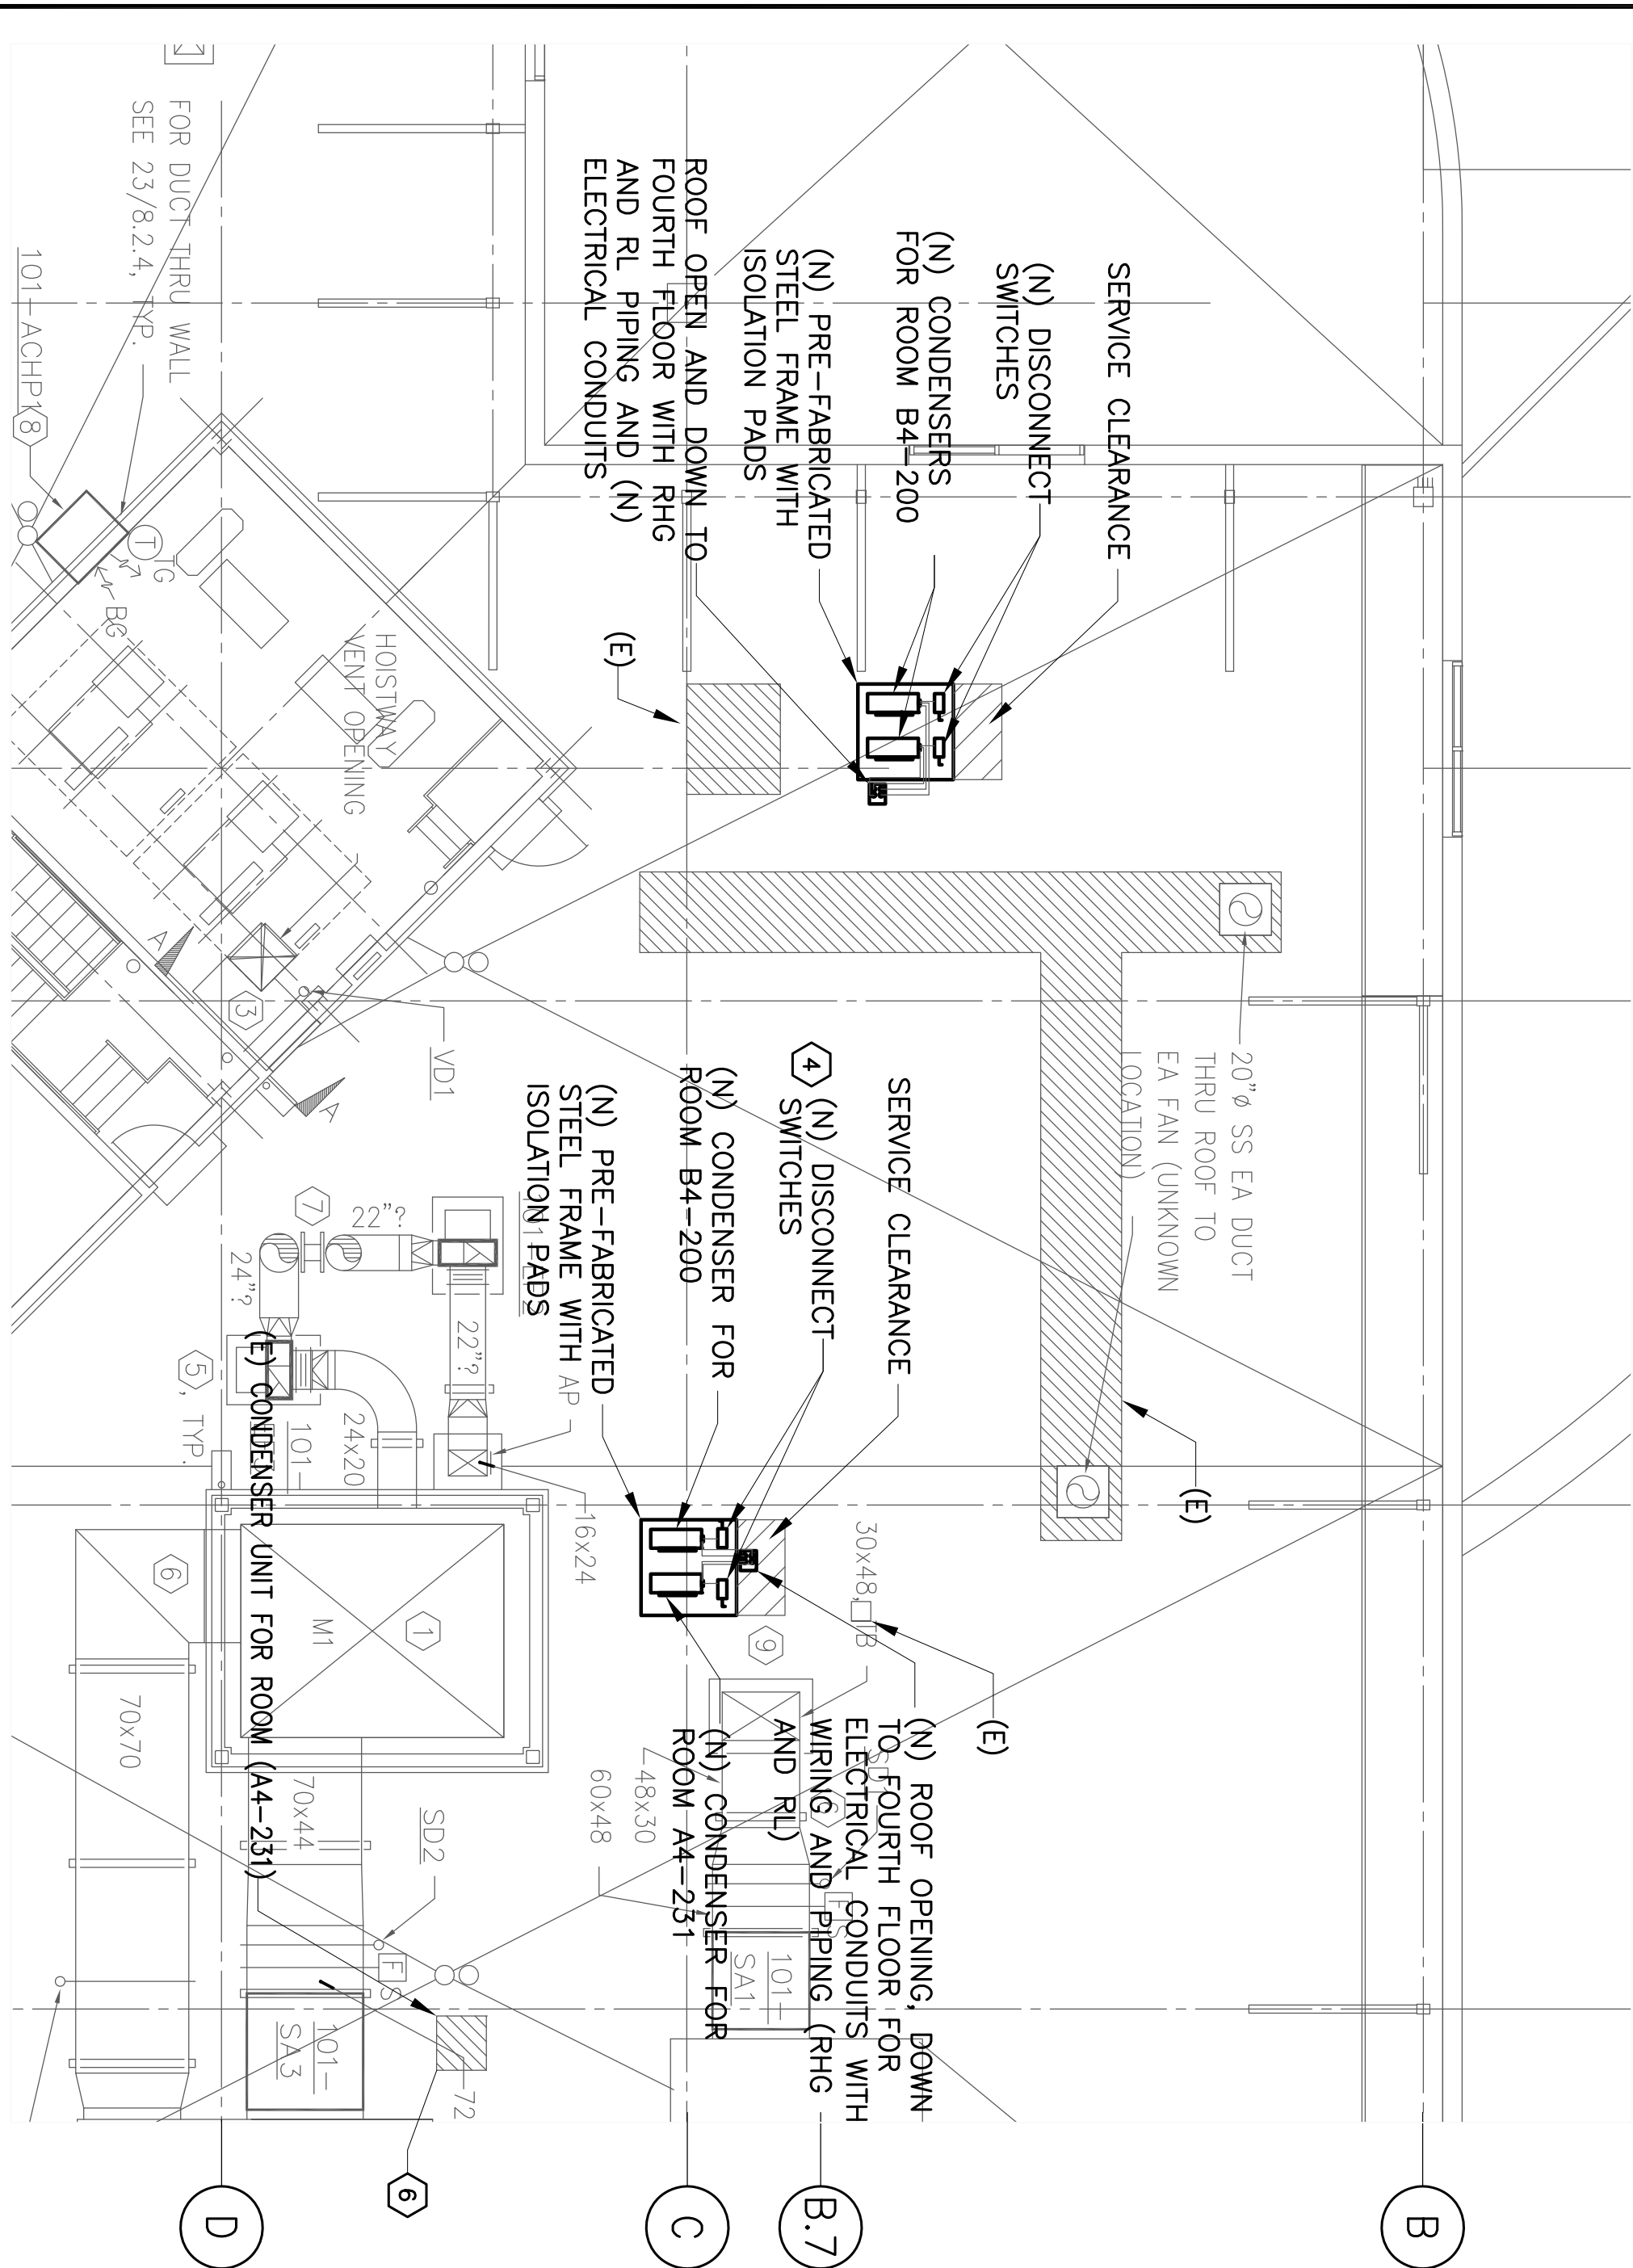 FOR DUCT THRU WALL
SEE 23/8.2.4, TYP.
101-ACHP1
8
T
TG
BG
HOISTWAY
VENT OPENING
ROOF OPEN AND DOWN TO
FOURTH FLOOR WITH RHG
AND RL PIPING AND (N)
ELECTRICAL CONDUITS
(N) PRE-FABRICATED
STEEL FRAME WITH
ISOLATION PADS
(N) CONDENSERS
FOR ROOM B4-200
(N) DISCONNECT
SWITCHES
SERVICE CLEARANCE
(E)
A
3
A
VD1
20"ø SS EA DUCT
THRU ROOF TO
EA FAN (UNKNOWN
LOCATION)
(E)
SERVICE CLEARANCE
4
(N) DISCONNECT
SWITCHES
(N) CONDENSER FOR
ROOM B4-200
(N) PRE-FABRICATED
STEEL FRAME WITH
ISOLATION PADS
AP
7
22"?
24"?
22"?
5
, TYP.
101-
24x20
16x24
(E) CONDENSER UNIT FOR ROOM (A4-231)
6
M1
1
70x70
70x44
SD2
F
S
101-
SA3
72
6
30x48,
TB
9
(E)
(N) ROOF OPENING, DOWN
TO FOURTH FLOOR FOR
ELECTRICAL CONDUITS WITH
WIRING AND PIPING (RHG
AND RL)
6
F
S
(N) CONDENSER FOR
ROOM A4-231
48x30
60x48
101-
SA1
D
C
B.7
B